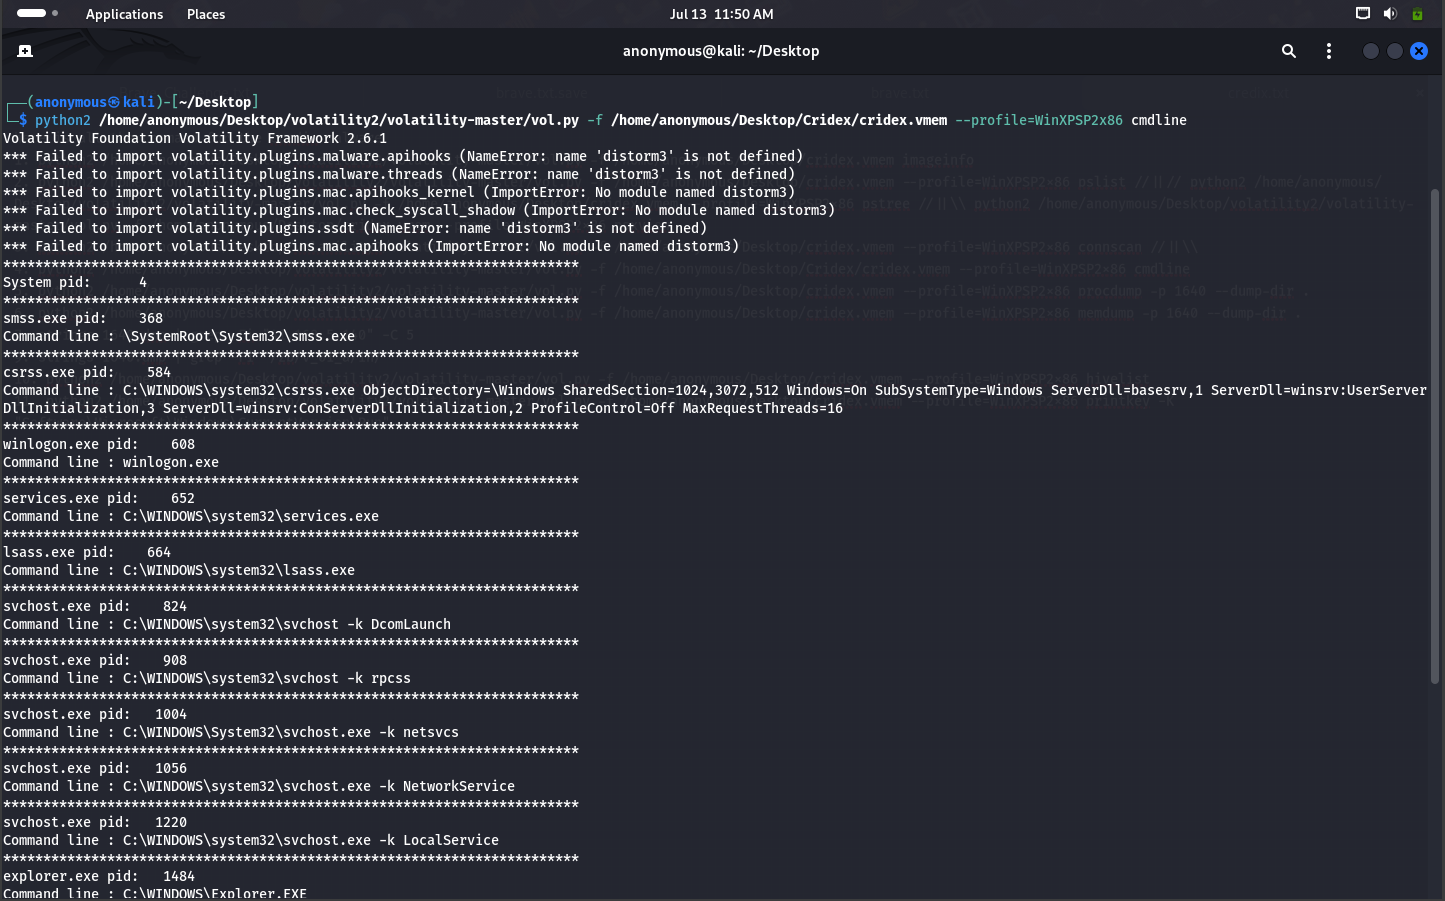 Applications Places Jul 13 11:50 AM
anonymous@kali: ~/Desktop
(anonymous㉿kali)-[~/Desktop]
$ python2 /home/anonymous/Desktop/volatility2/volatility-master/vol.py -f /home/anonymous/Desktop/Cridex/cridex.vmem --profile=WinXPSP2x86 cmdline
Volatility Foundation Volatility Framework 2.6.1
*** Failed to import volatility.plugins.malware.apihooks (NameError: name 'distorm3' is not defined)
*** Failed to import volatility.plugins.malware.threads (NameError: name 'distorm3' is not defined)
*** Failed to import volatility.plugins.mac.apihooks_kernel (ImportError: No module named distorm3)
*** Failed to import volatility.plugins.mac.check_syscall_shadow (ImportError: No module named distorm3)
*** Failed to import volatility.plugins.ssdt (NameError: name 'distorm3' is not defined)
*** Failed to import volatility.plugins.mac.apihooks (ImportError: No module named distorm3)
************************************************************************
System pid:      4
************************************************************************
smss.exe pid:    368
Command line : \SystemRoot\System32\smss.exe
************************************************************************
csrss.exe pid:    584
Command line : C:\WINDOWS\system32\csrss.exe ObjectDirectory=\Windows SharedSection=1024,3072,512 Windows=On SubSystemType=Windows ServerDll=basesrv,1 ServerDll=winsrv:UserServer
DllInitialization,3 ServerDll=winsrv:ConServerDllInitialization,2 ProfileControl=Off MaxRequestThreads=16
************************************************************************
winlogon.exe pid:    608
Command line : winlogon.exe
************************************************************************
services.exe pid:    652
Command line : C:\WINDOWS\system32\services.exe
************************************************************************
lsass.exe pid:    664
Command line : C:\WINDOWS\system32\lsass.exe
************************************************************************
svchost.exe pid:    824
Command line : C:\WINDOWS\system32\svchost -k DcomLaunch
************************************************************************
svchost.exe pid:    908
Command line : C:\WINDOWS\system32\svchost -k rpcss
************************************************************************
svchost.exe pid:   1004
Command line : C:\WINDOWS\System32\svchost.exe -k netsvcs
************************************************************************
svchost.exe pid:   1056
Command line : C:\WINDOWS\system32\svchost.exe -k NetworkService
************************************************************************
svchost.exe pid:   1220
Command line : C:\WINDOWS\system32\svchost.exe -k LocalService
************************************************************************
explorer.exe pid:   1484
Command line : C:\WINDOWS\Explorer.EXE